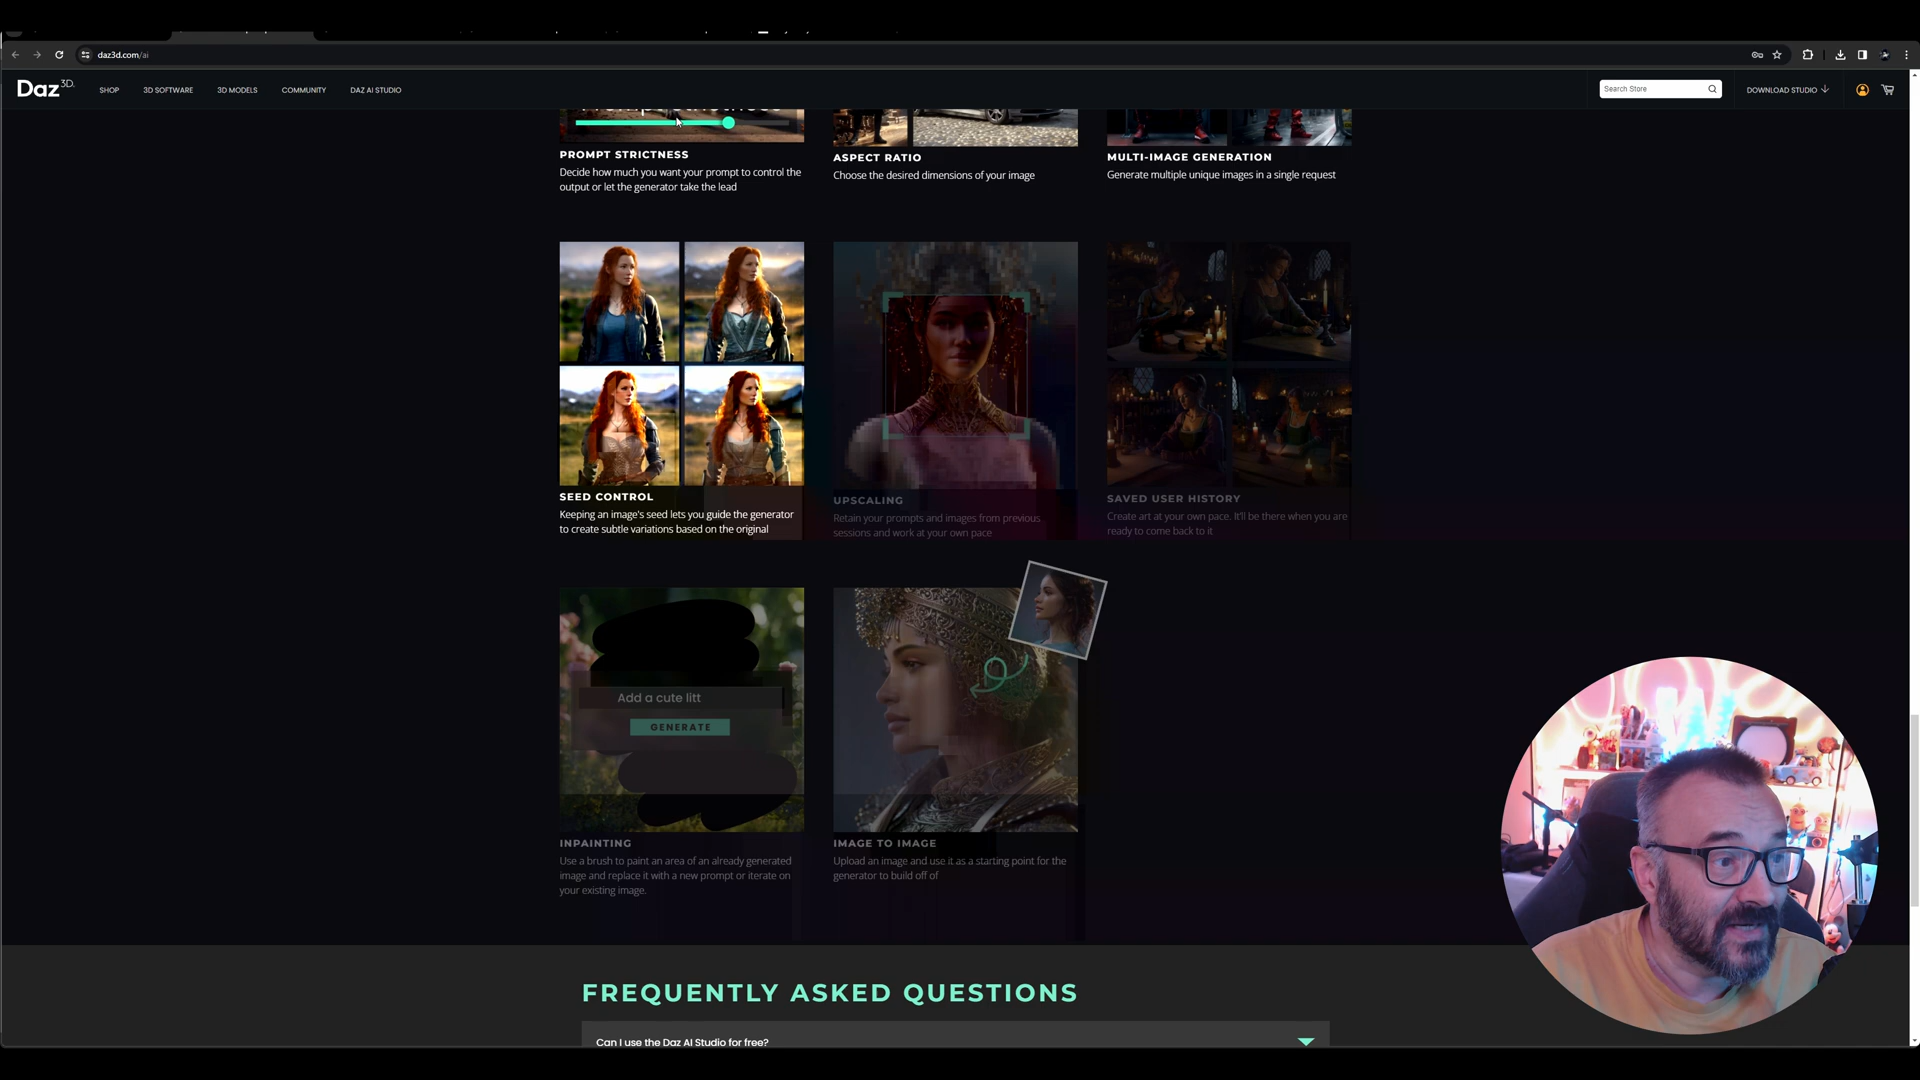 daz3d.com/ai
Daz 3D.
SHOP
3D SOFTWARE
3D MODELS
COMMUNITY
DAZ AI STUDIO
Search Store
DOWNLOAD STUDIO
PROMPT STRICTNESS
Decide how much you want your prompt to control the
output or let the generator take the lead
ASPECT RATIO
Choose the desired dimensions of your image
MULTI-IMAGE GENERATION
Generate multiple unique images in a single request
SEED CONTROL
Keeping an image's seed lets you guide the generator
to create subtle variations based on the original
UPSCALING
Retain your prompts and images from previous
sessions and work at your own pace
SAVED USER HISTORY
Create art at your own pace. It'll be there when you are
ready to come back to it
Add a cute litt
GENERATE
INPAINTING
Use a brush to paint an area of an already generated
image and replace it with a new prompt or iterate on
your existing image.
IMAGE TO IMAGE
Upload an image and use it as a starting point for the
generator to build off of
FREQUENTLY ASKED QUESTIONS
Can I use the Daz AI Studio for free?